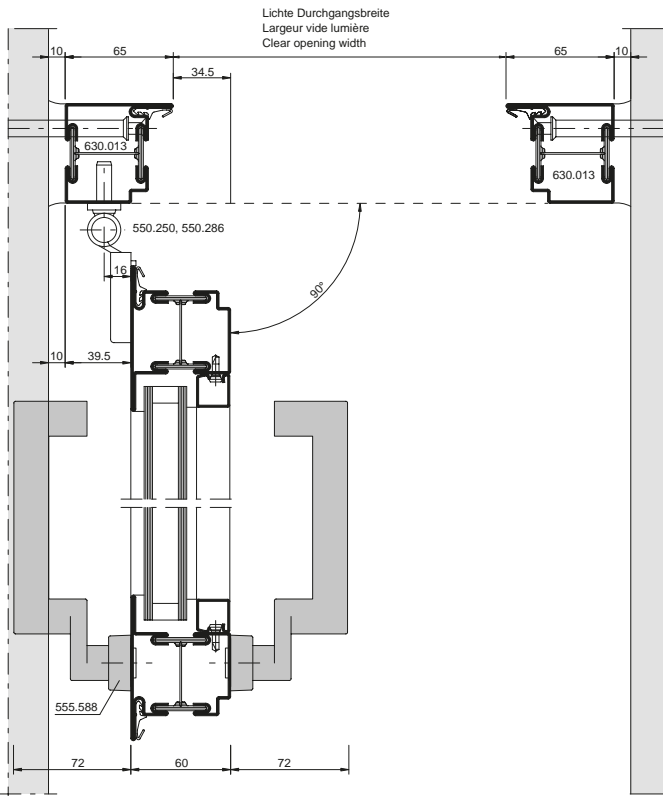 Lichte Durchgangsbreite
Largeur vide lumière
Clear opening width
10 65 65 10
34.5
630.013
630.013
550.250, 550.286
16
90°
10 39.5
555.588
72 60 72